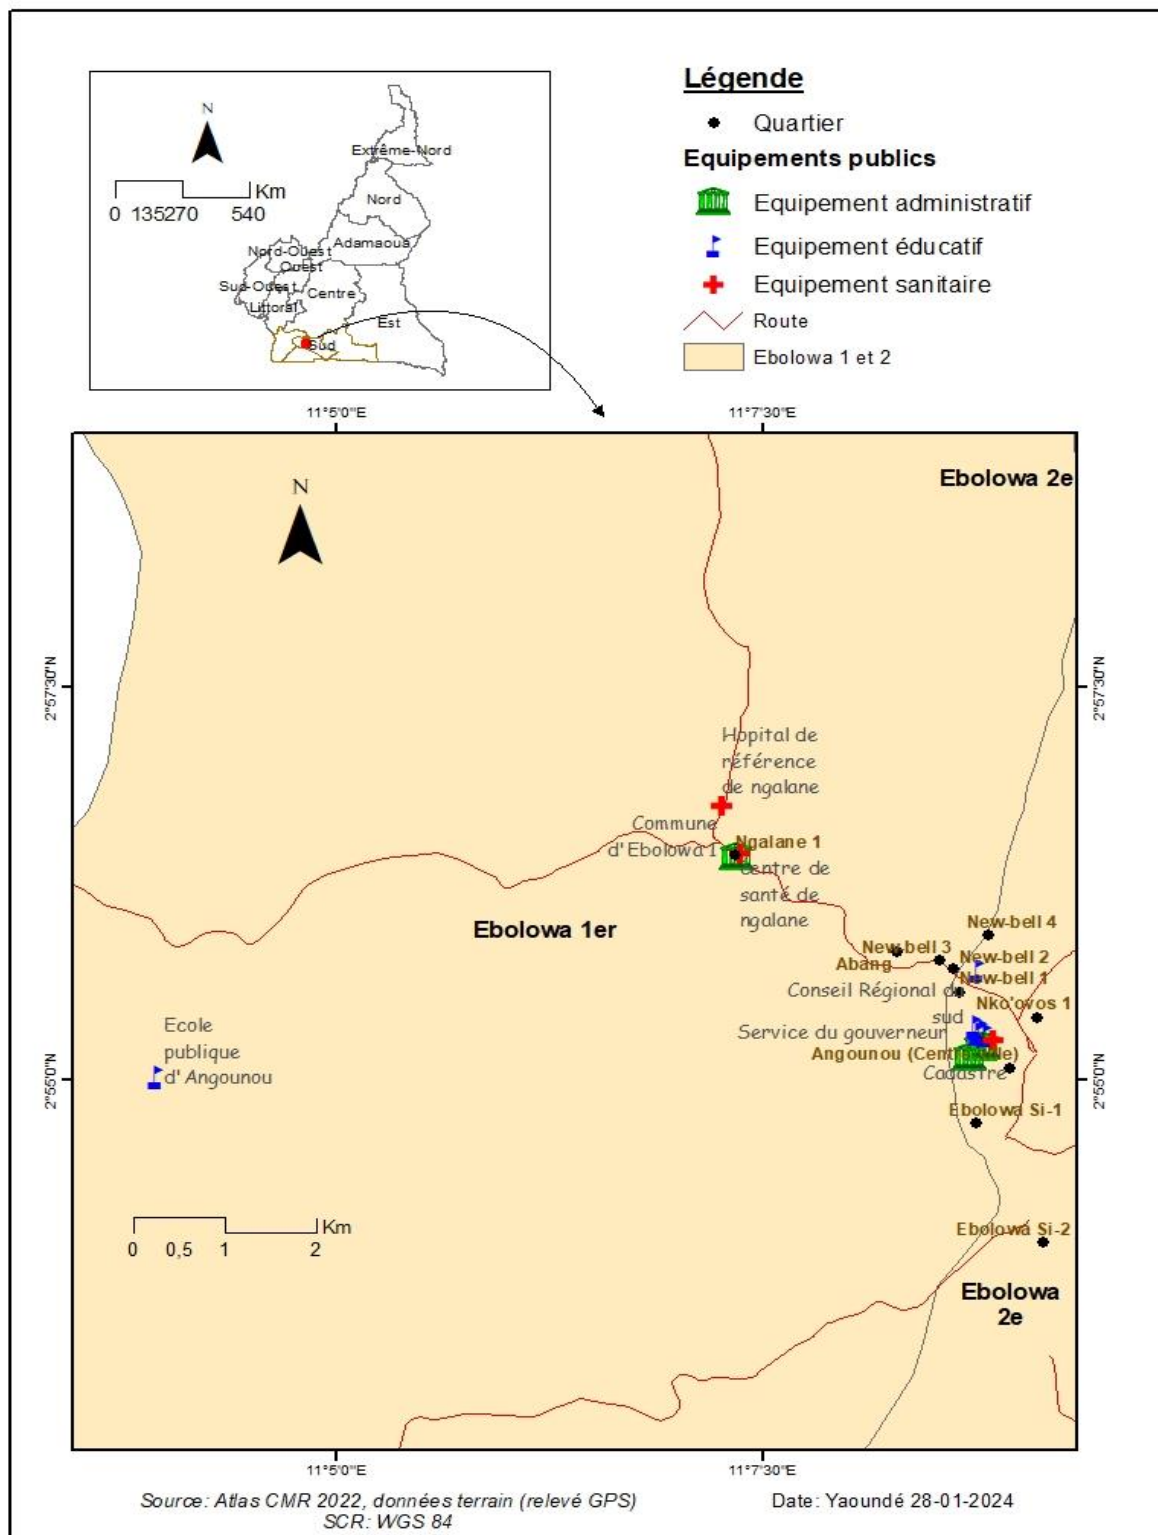 Légende
Quartier
Equipements publics
Equipement administratif
Equipement éducatif
Equipement sanitaire
Route
Ebolowa 1 et 2
N
Km
0 135270 540
Extrême-Nord
Nord
Adamaoua
Nord-Ouest
Ouest
Sud-Ouest
Centre
Littoral
Est
Sud
11°5'0"E
11°7'30"E
Ebolowa 2e
N
2°57'30"N
2°57'30"N
Hopital de
référence
de ngalane
Commune
d'Ebolowa 1
Ngalane 1
Centre de
santé de
ngalane
Ebolowa 1er
New-bell 4
New-bell 3
New-bell 2
Abang
New-bell 1
Conseil Régional du
sud
Nko'ovos 1
Service du gouverneur
Angounou (Centre ville)
Cadastre
Ecole
publique
d'Angounou
2°55'0"N
2°55'0"N
Ebolowa Si-1
Km
0 0,5 1 2
Ebolowa Si-2
Ebolowa
2e
11°5'0"E
11°7'30"E
Source: Atlas CMR 2022, données terrain (relevé GPS)
SCR: WGS 84
Date: Yaoundé 28-01-2024